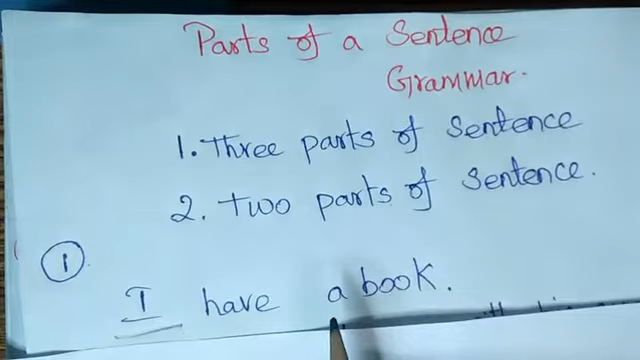 Parts of a Sentence
Grammar.
1. Three parts of Sentence
2. Two parts of Sentence.
1
I have a book.